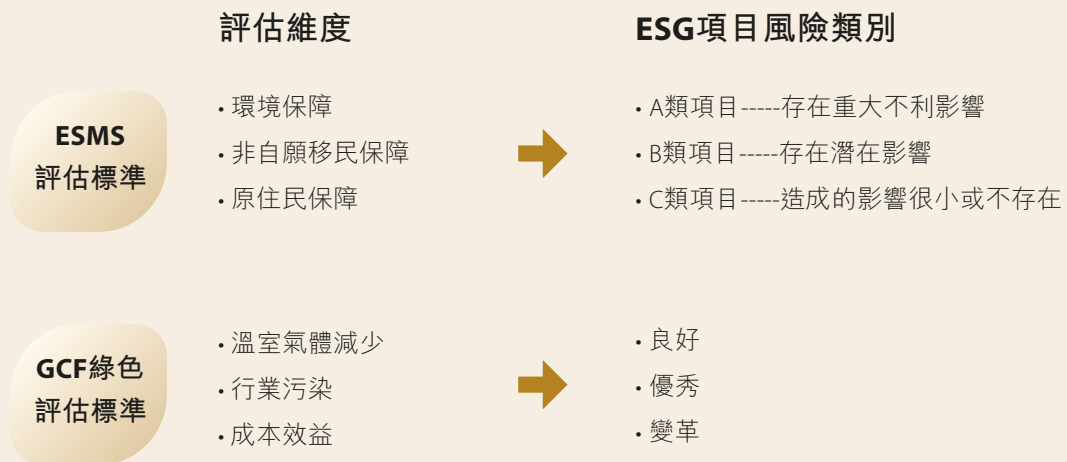 評估維度
ESG項目風險類別
ESMS
評估標準
• 環境保障
• 非自願移民保障
• 原住民保障
• A類項目-----存在重大不利影響
• B類項目-----存在潛在影響
• C類項目-----造成的影響很小或不存在
GCF綠色
評估標準
• 溫室氣體減少
• 行業污染
• 成本效益
• 良好
• 優秀
• 變革